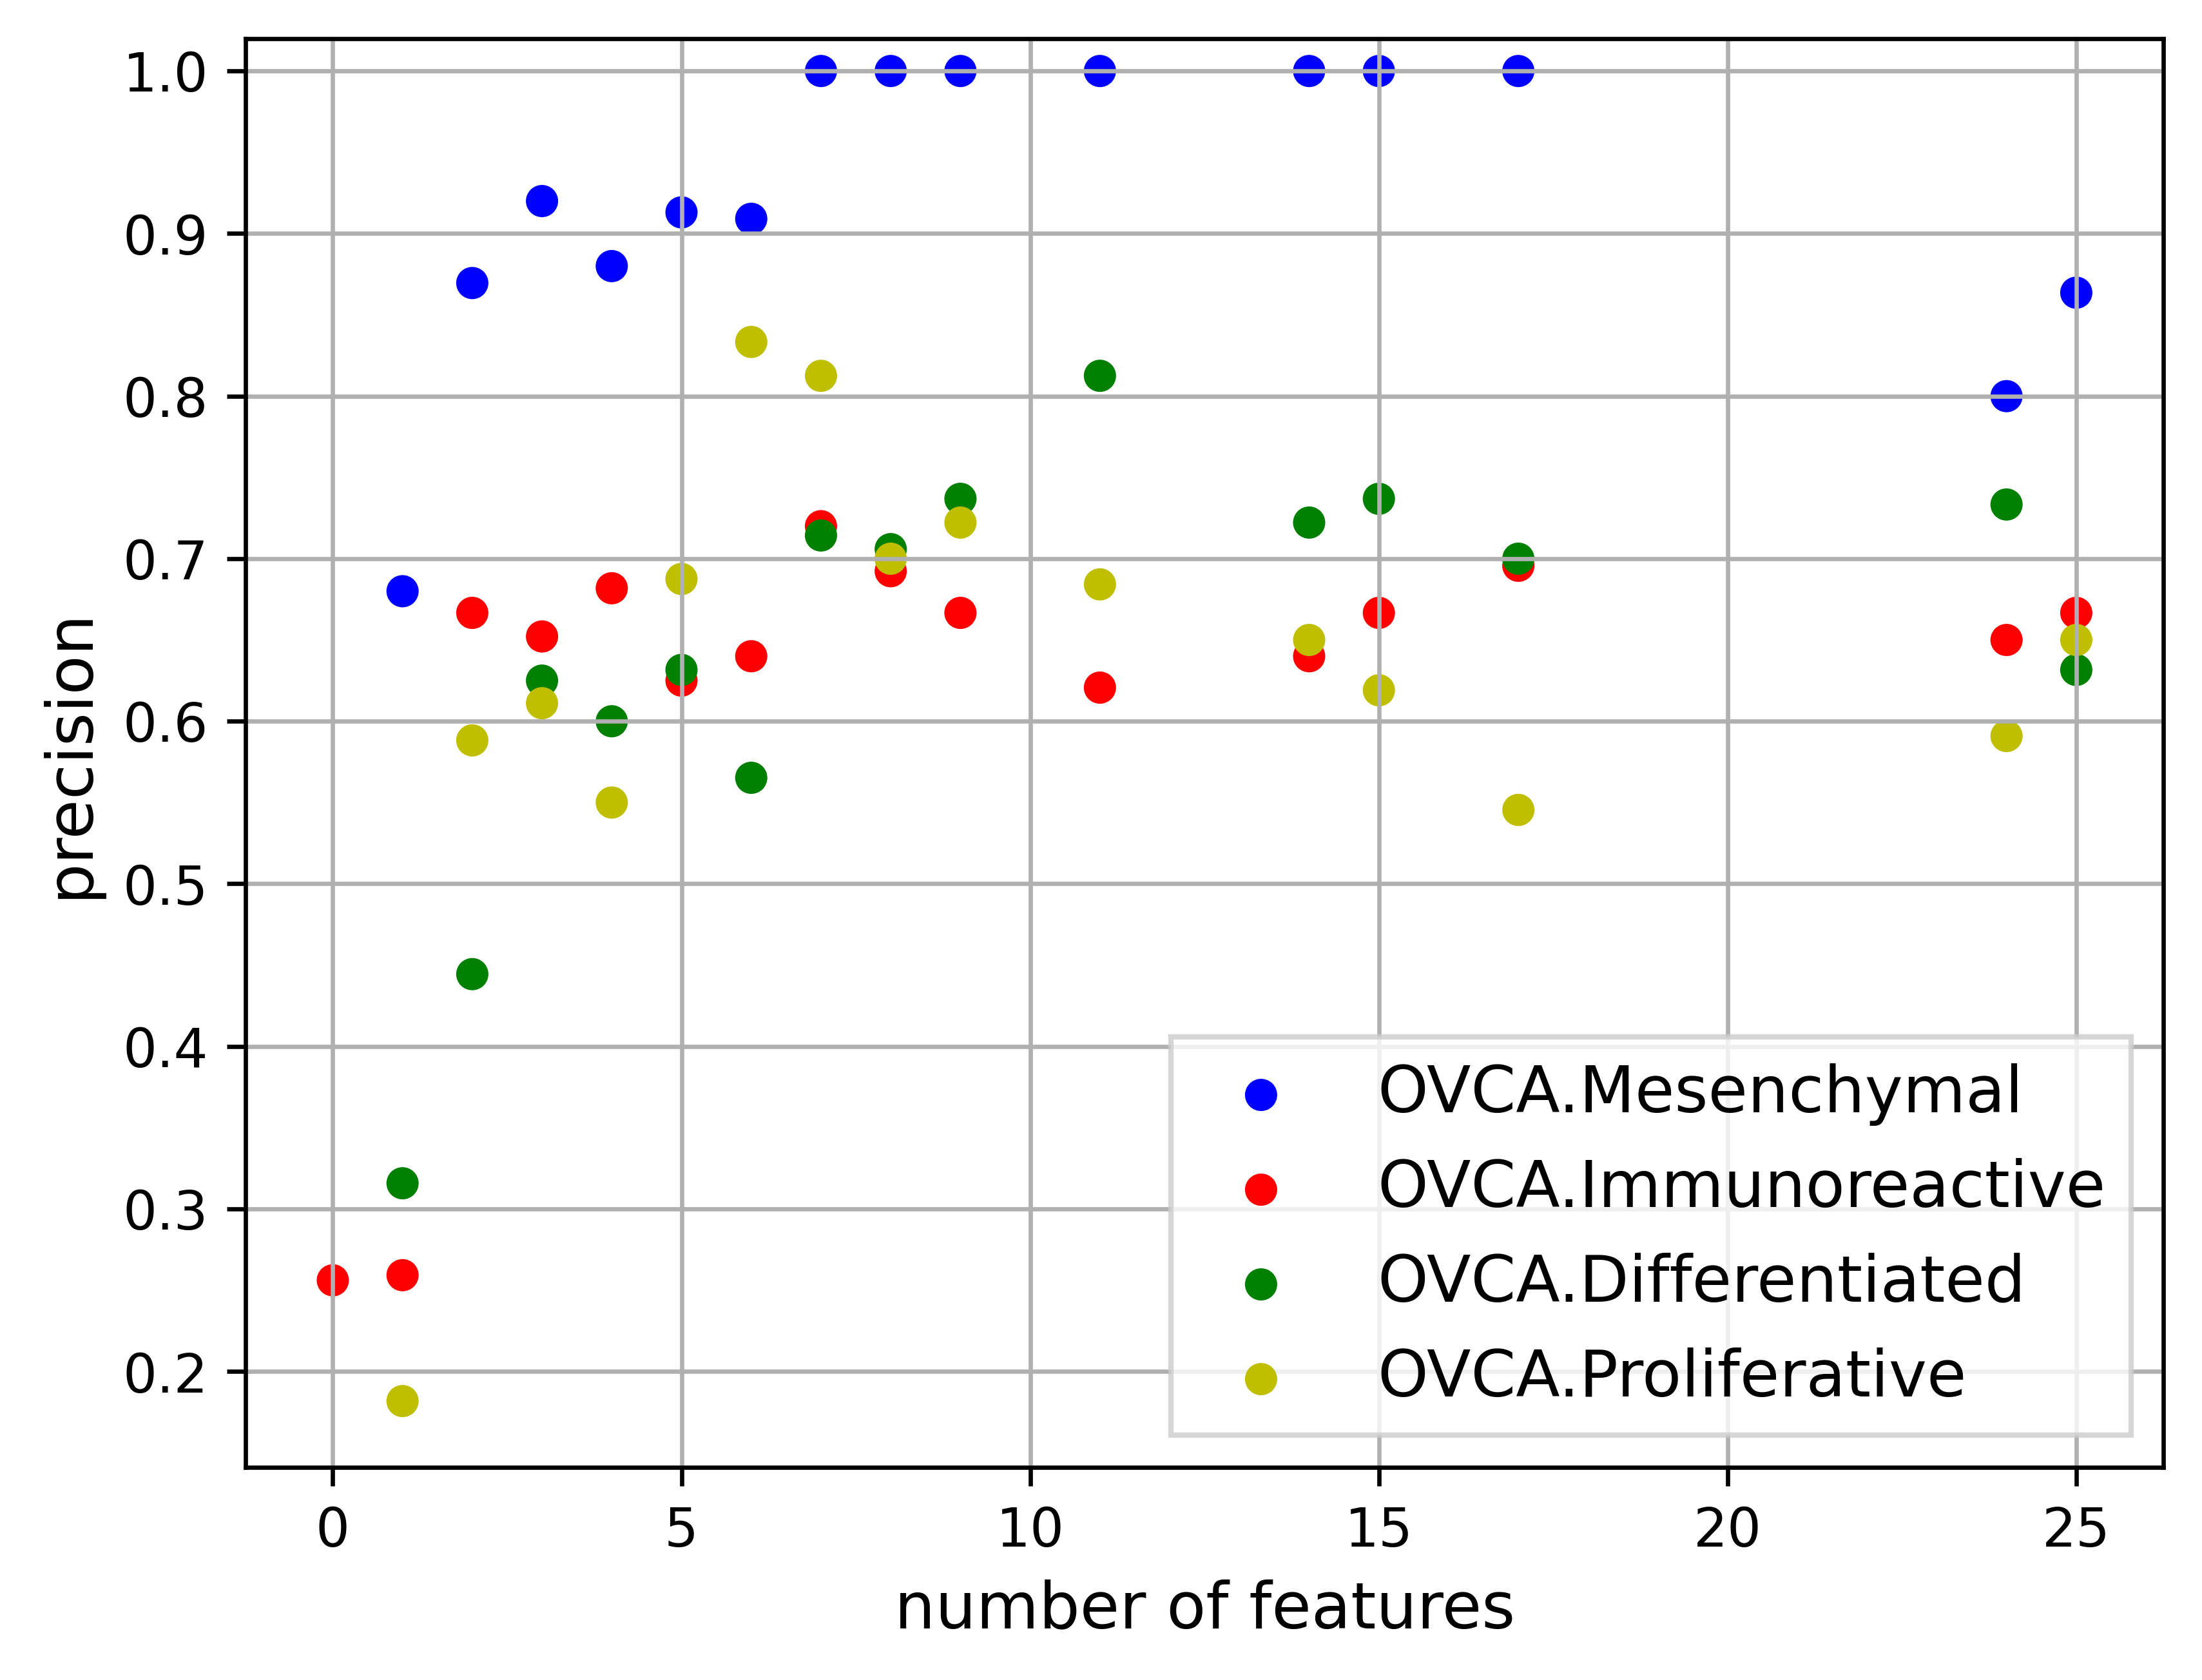 1.0
0.9
0.8
0.7
0.6
0.5
0.4
0.3
0.2
precision
OVCA.Mesenchymal
OVCA.Immunoreactive
OVCA.Differentiated
OVCA.Proliferative
0 5 10 15 20 25
number of features